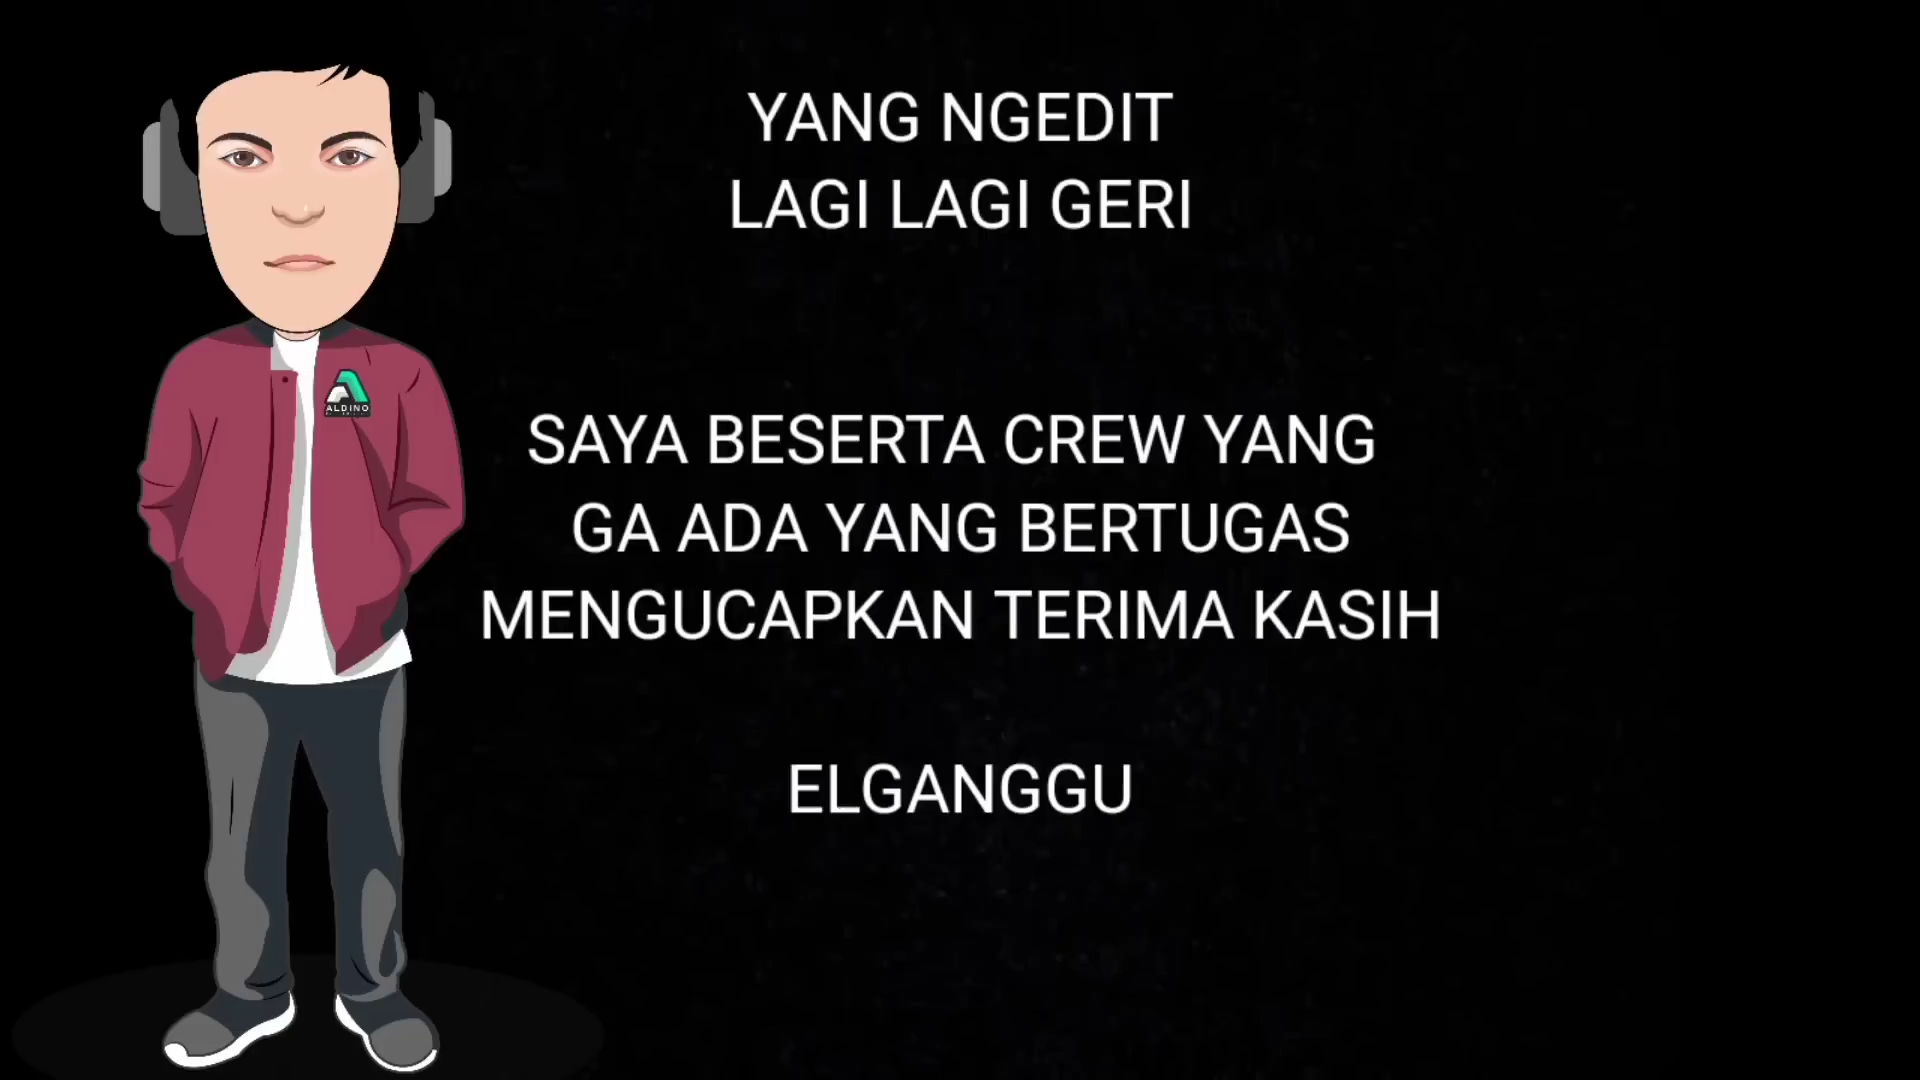 YANG NGEDIT
LAGI LAGI GERI
SAYA BESERTA CREW YANG
GA ADA YANG BERTUGAS
MENGUCAPKAN TERIMA KASIH
ELGANGGU
ALDINO